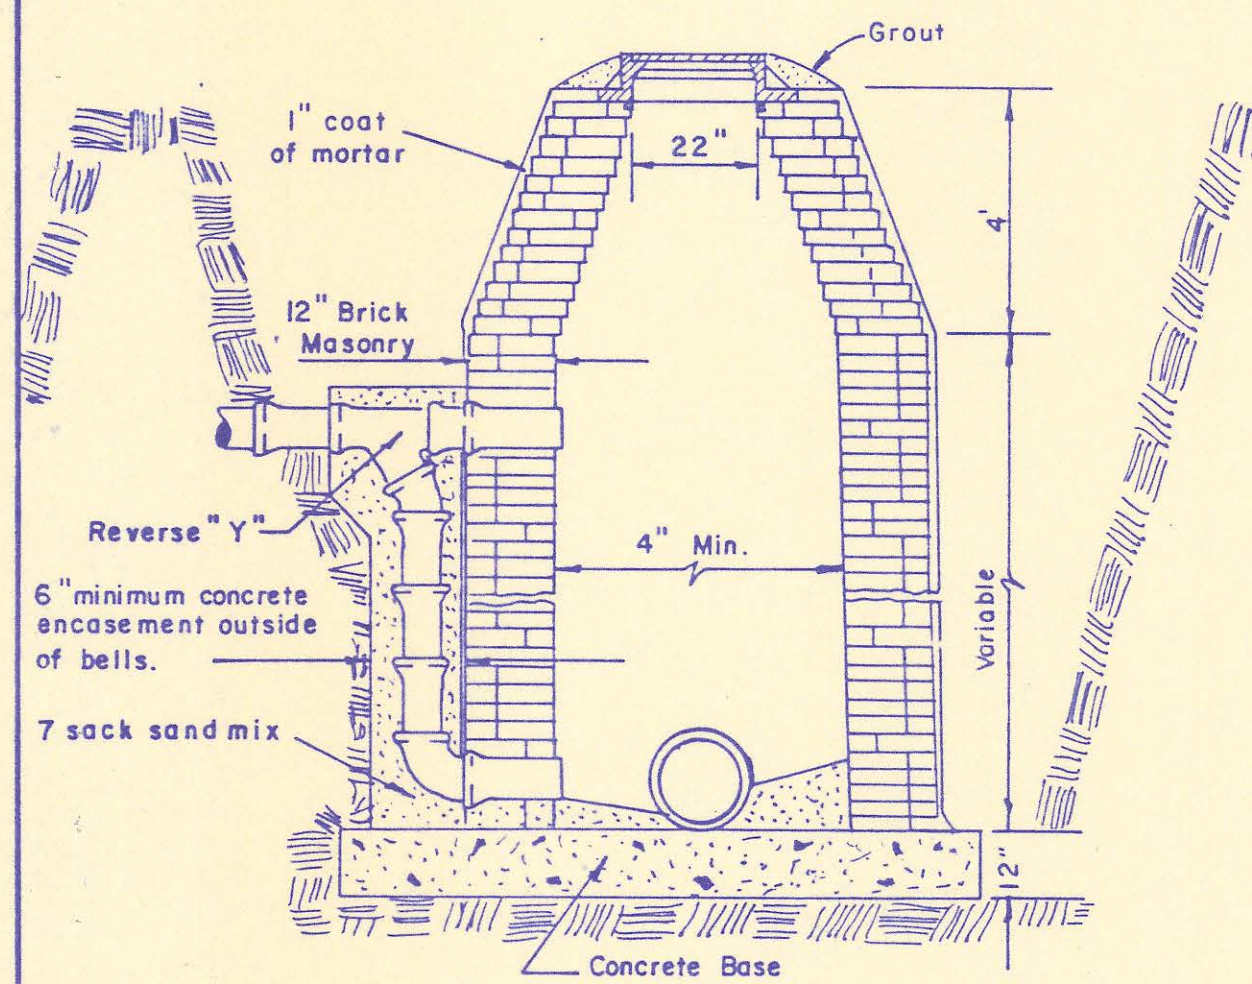 Grout
1" coat
of mortar
22"
4'
12" Brick
Masonry
Reverse "Y"
4" Min.
6" minimum concrete
encasement outside
of bells.
Variable
7 sack sand mix
12"
Concrete Base